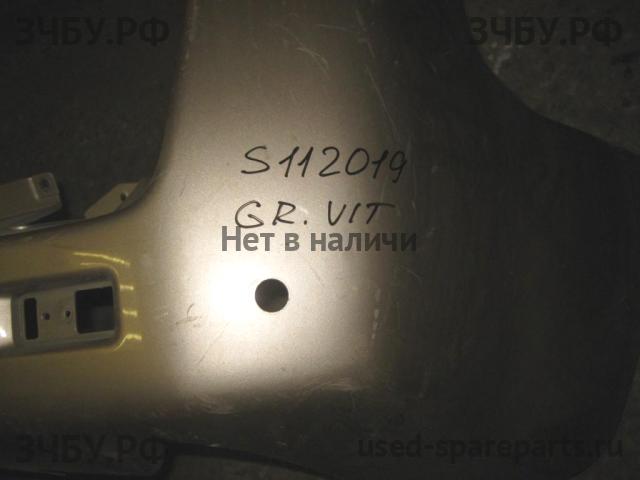 ЗЧБУ.РФ ЗЧБУ.РФ
S112019
GR. VIT
Нет в наличи
ЗЧБУ.РФ used-spareparts.ru